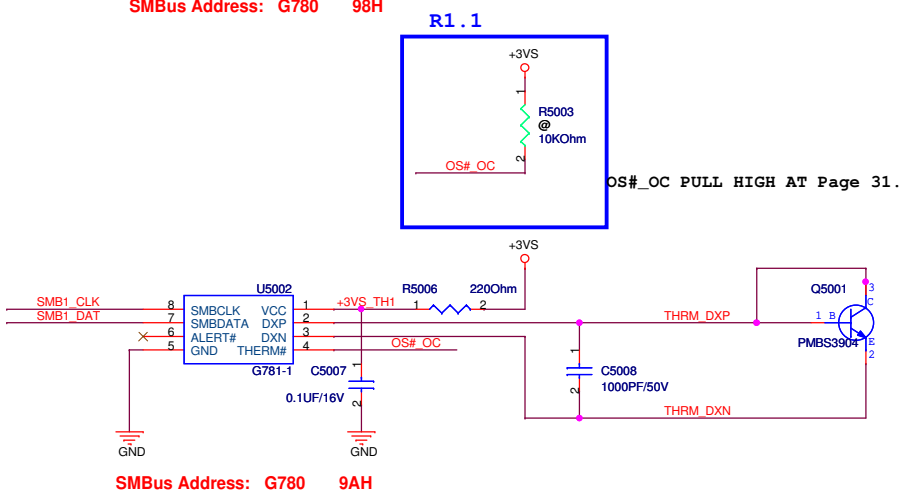 SMBus Address: G780 98H
R1.1
+3VS
1
R5003
@
10KOhm
2
OS#_OC
OS#_OC PULL HIGH AT Page 31.
+3VS
U5002
R5006 220Ohm
1 2
Q5001
SMB1_CLK 8 SMBCLK VCC 1 +3VS_TH1
SMB1_DAT 7 SMBDATA DXP 2 THRM_DXP 1 B C 3
6 ALERT# DXN 3
5 GND THERM# 4 OS#_OC
PMBS3904
E 2
G781-1
C5007
1
0.1UF/16V
2
1
C5008
1000PF/50V
2
THRM_DXN
GND
GND
SMBus Address: G780 9AH